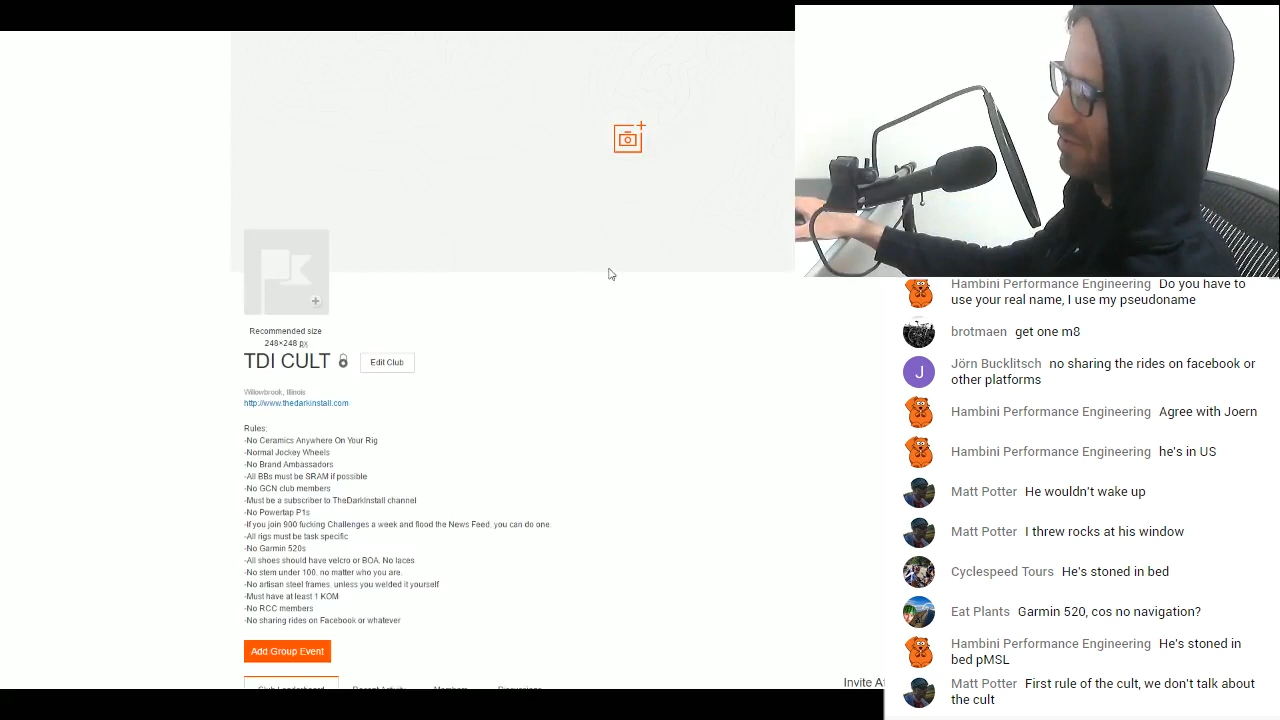 Recommended size
248×248 px
TDI CULT
Edit Club
Willowbrook, Illinois
http://www.thedarkinstall.com
Rules:
-No Ceramics Anywhere On Your Rig
-Normal Jockey Wheels
-No Brand Ambassadors
-All BBs must be SRAM if possible
-No GCN club members
-Must be a subscriber to TheDarkInstall channel
-No Powertap P1s
-If you join 900 fucking Challenges a week and flood the News Feed, you can do one.
-All rigs must be task specific
-No Garmin 520s
-All shoes should have velcro or BOA. No laces
-No stem under 100, no matter who you are.
-No artisan steel frames, unless you welded it yourself
-Must have at least 1 KOM
-No RCC members
-No sharing rides on Facebook or whatever
Add Group Event
Club Leaderboard Recent Activity Members Discussions
Invite At
Hambini Performance Engineering Do you have to
use your real name, I use my pseudoname
brotmaen get one m8
J
Jörn Bucklitsch no sharing the rides on facebook or
other platforms
Hambini Performance Engineering Agree with Joern
Hambini Performance Engineering he's in US
Matt Potter He wouldn't wake up
Matt Potter I threw rocks at his window
Cyclespeed Tours He's stoned in bed
Eat Plants Garmin 520, cos no navigation?
Hambini Performance Engineering He's stoned in
bed pMSL
Matt Potter First rule of the cult, we don't talk about
the cult